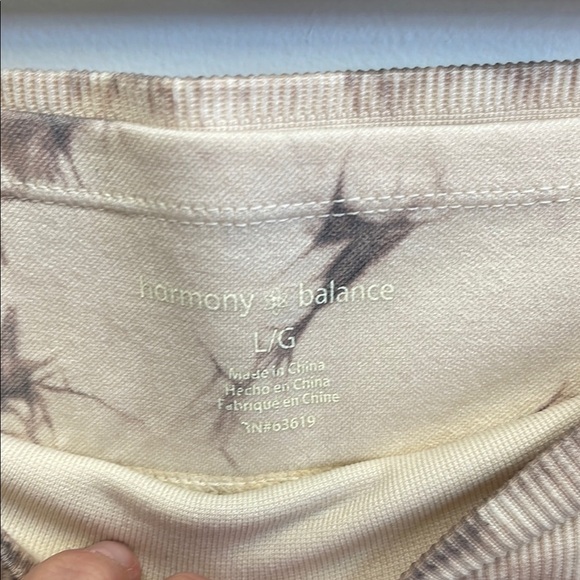 harmony balance
L/G
Made in China
Hecho en China
Fabriqué en Chine
RN#63619